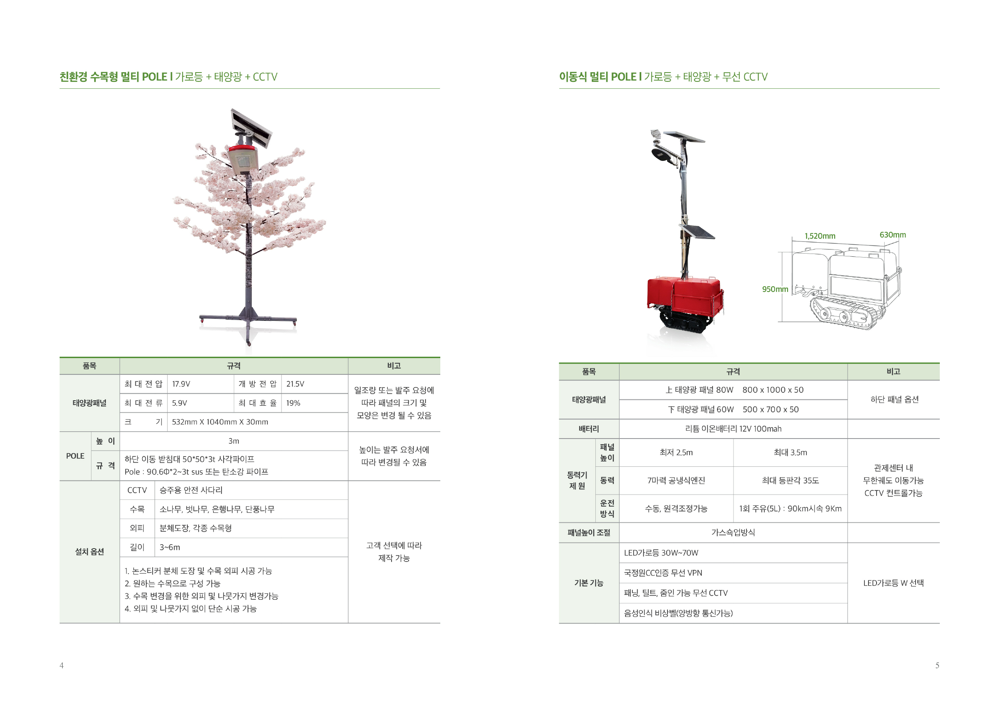 친환경 수목형 멀티 POLE I 가로등 + 태양광 + CCTV
품목 규격 비고
태양광패널
최 대 전 압 17.9V 개 방 전 압 21.5V
최 대 전 류 5.9V 최 대 효 율 19%
크 기 532mm X 1040mm X 30mm
일조량 또는 발주 요청에
따라 패널의 크기 및
모양은 변경 될 수 있음
POLE
높 이 3m
규 격
하단 이동 받침대 50*50*3t 사각파이프
Pole : 90.6Φ*2~3t sus 또는 탄소강 파이프
높이는 발주 요청서에
따라 변경될 수 있음
설치 옵션
CCTV 승주용 안전 사다리
수목 소나무, 벗나무, 은행나무, 단풍나무
외피 분체도장, 각종 수목형
길이 3~6m
1. 논스티커 분체 도장 및 수목 외피 시공 가능
2. 원하는 수목으로 구성 가능
3. 수목 변경을 위한 외피 및 나뭇가지 변경가능
4. 외피 및 나뭇가지 없이 단순 시공 가능
고객 선택에 따라
제작 가능
4
이동식 멀티 POLE I 가로등 + 태양광 + 무선 CCTV
1,520mm
630mm
950mm
품목 규격 비고
태양광패널
上 태양광 패널 80W 800 x 1000 x 50
下 태양광 패널 60W 500 x 700 x 50
하단 패널 옵션
배터리 리튬 이온배터리 12V 100mah
동력기
제 원
패널
높이
최저 2.5m 최대 3.5m
동력 7마력 공냉식엔진 최대 등판각 35도
운전
방식
수동, 원격조정가능 1회 주유(5L) : 90km시속 9Km
관제센터 내
무한궤도 이동가능
CCTV 컨트롤가능
패널높이 조절 가스쇽업방식
기본 기능
LED가로등 30W~70W
국정원CC인증 무선 VPN
패닝, 틸트, 줌인 가능 무선 CCTV
음성인식 비상벨(양방향 통신가능)
LED가로등 W 선택
5